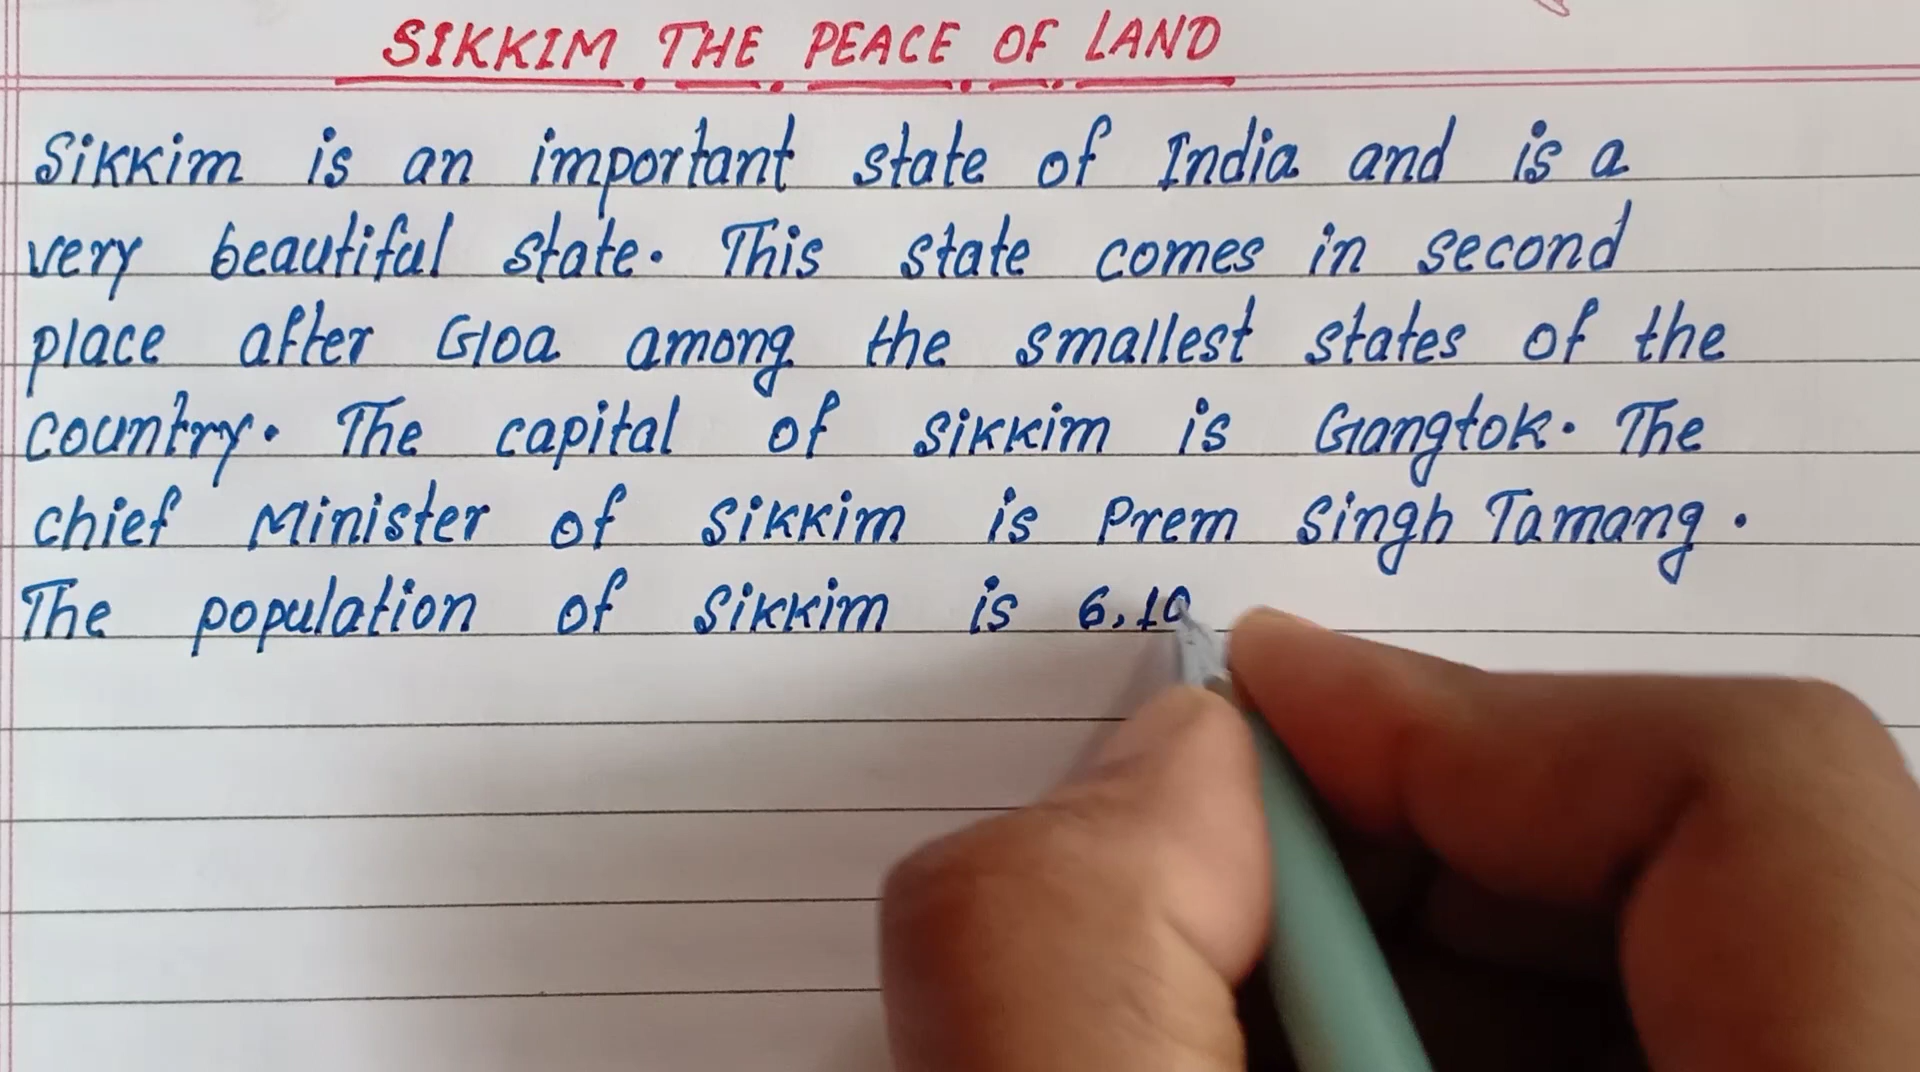 SIKKIM THE PEACE OF LAND
Sikkim is an important state of India and is a
very beautiful state. This state comes in second
place after Goa among the smallest states of the
country. The capital of Sikkim is Gangtok. The
chief Minister of Sikkim is Prem Singh Tamang.
The population of Sikkim is 6,10